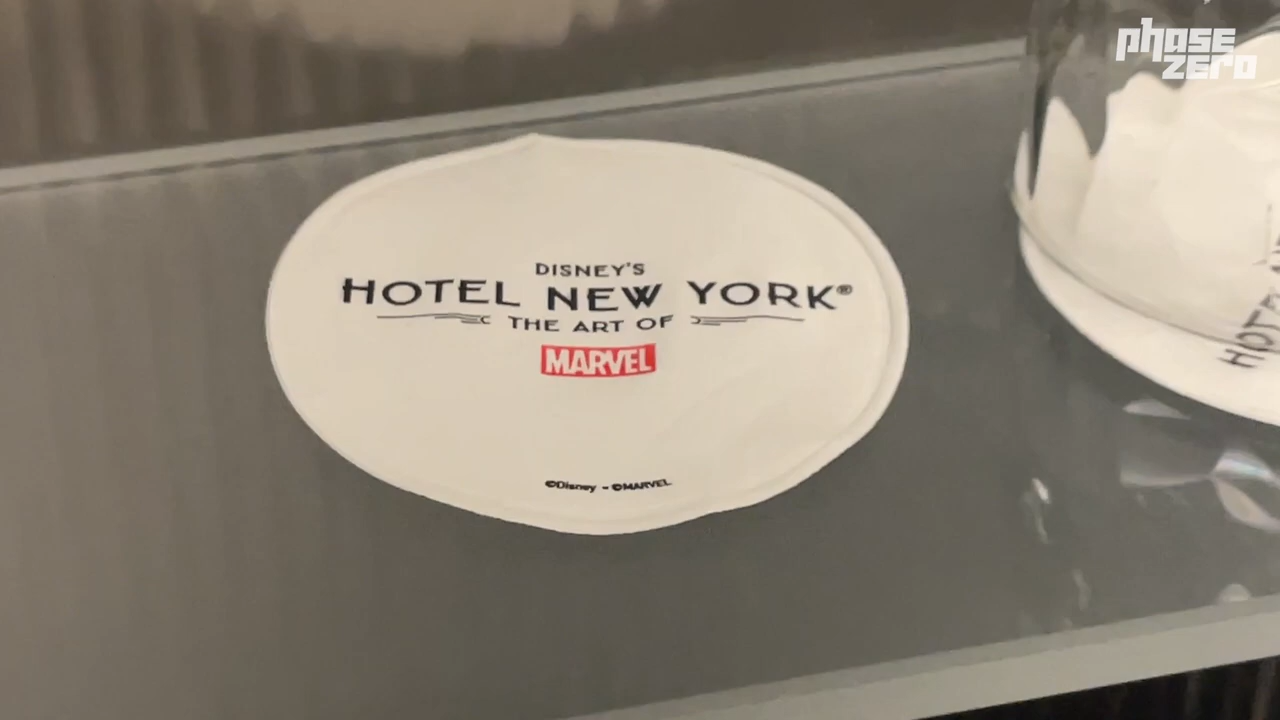 phase
zero
DISNEY'S
HOTEL NEW YORK®
THE ART OF
MARVEL
©Disney - ©MARVEL